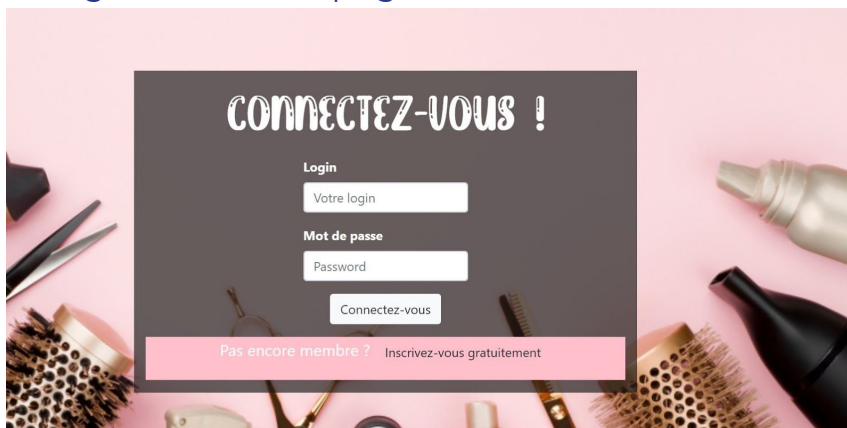 CONNECTEZ-VOUS !
Login
Votre login
Mot de passe
Password
Connectez-vous
Pas encore membre ? Inscrivez-vous gratuitement